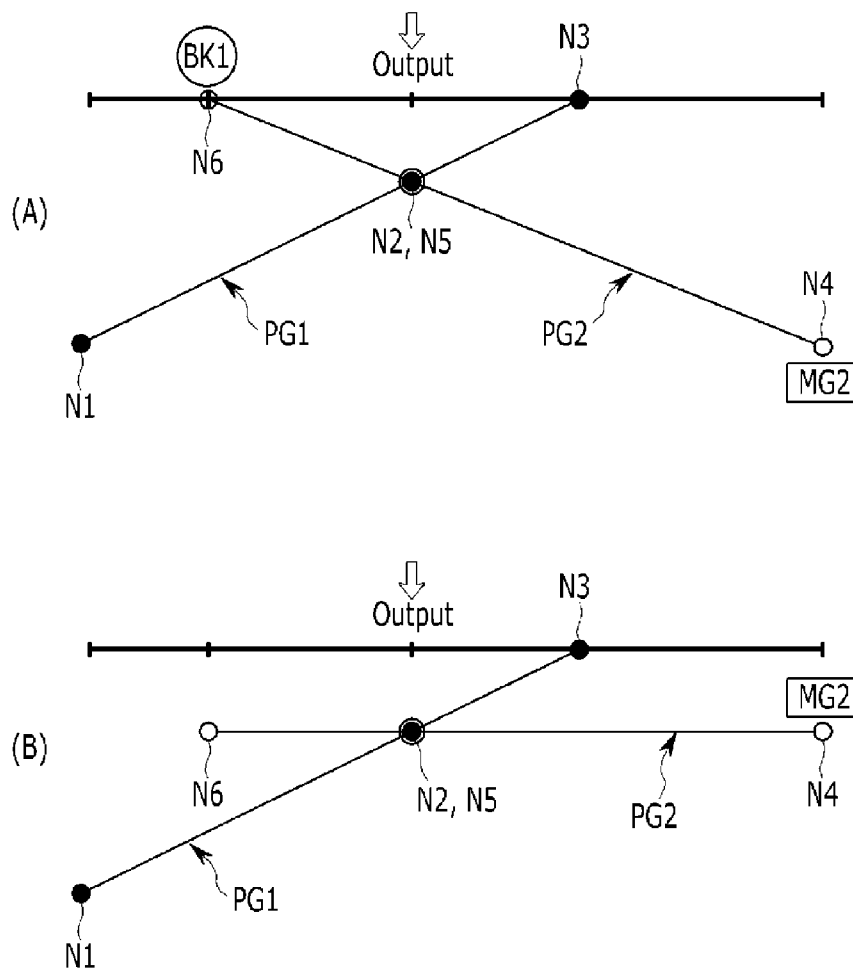 BK1
Output
N3
N6
(A)
N2, N5
N4
PG1
PG2
MG2
N1
Output
N3
MG2
(B)
N6
N2, N5
N4
PG2
PG1
N1